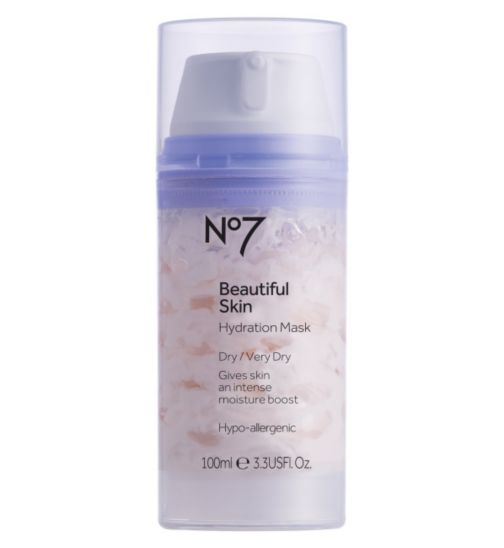 No7
Beautiful
Skin
Hydration Mask
Dry / Very Dry
Gives skin
an intense
moisture boost
Hypo-allergenic
100ml ℮ 3.3USFl. Oz.